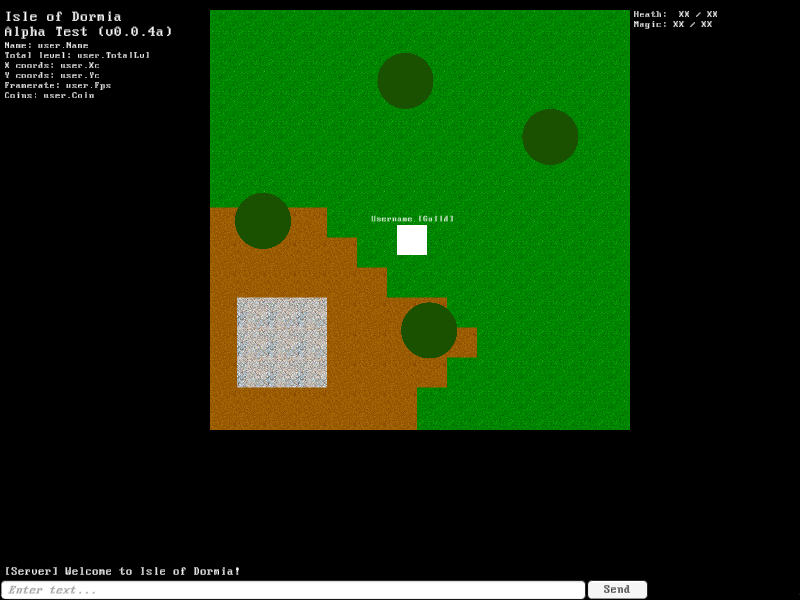 Isle of Dormia
Alpha Test (v0.0.4a)
Name: user.Name
Total level: user.TotalLvl
X coords: user.Xc
Y coords: user.Yc
Framerate: user.Fps
Coins: user.Coin
Heath:  XX / XX
Magic: XX / XX
Username.[Guild]
[Server] Welcome to Isle of Dormia!
Enter text...
Send